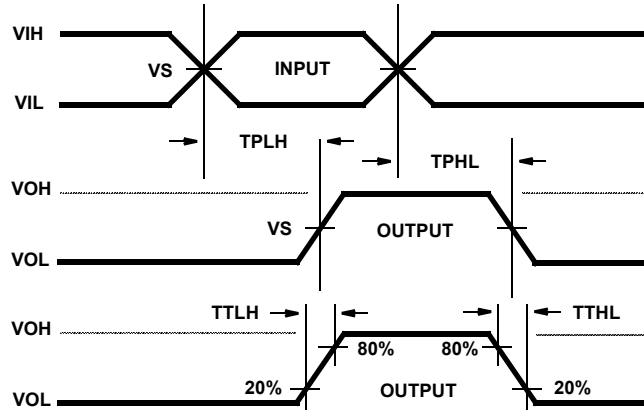 VIH
VS INPUT
VIL
TPLH TPHL
VOH
VS OUTPUT
VOL
TTLH TTHL
VOH
80% 80%
20% OUTPUT 20%
VOL